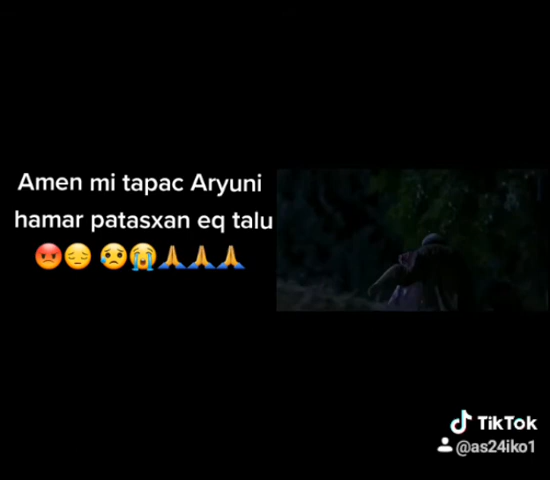 Amen mi tapac Aryuni
hamar patasxan eq talu
😡😔😢😭🙏🙏🙏
TikTok
@as24iko1